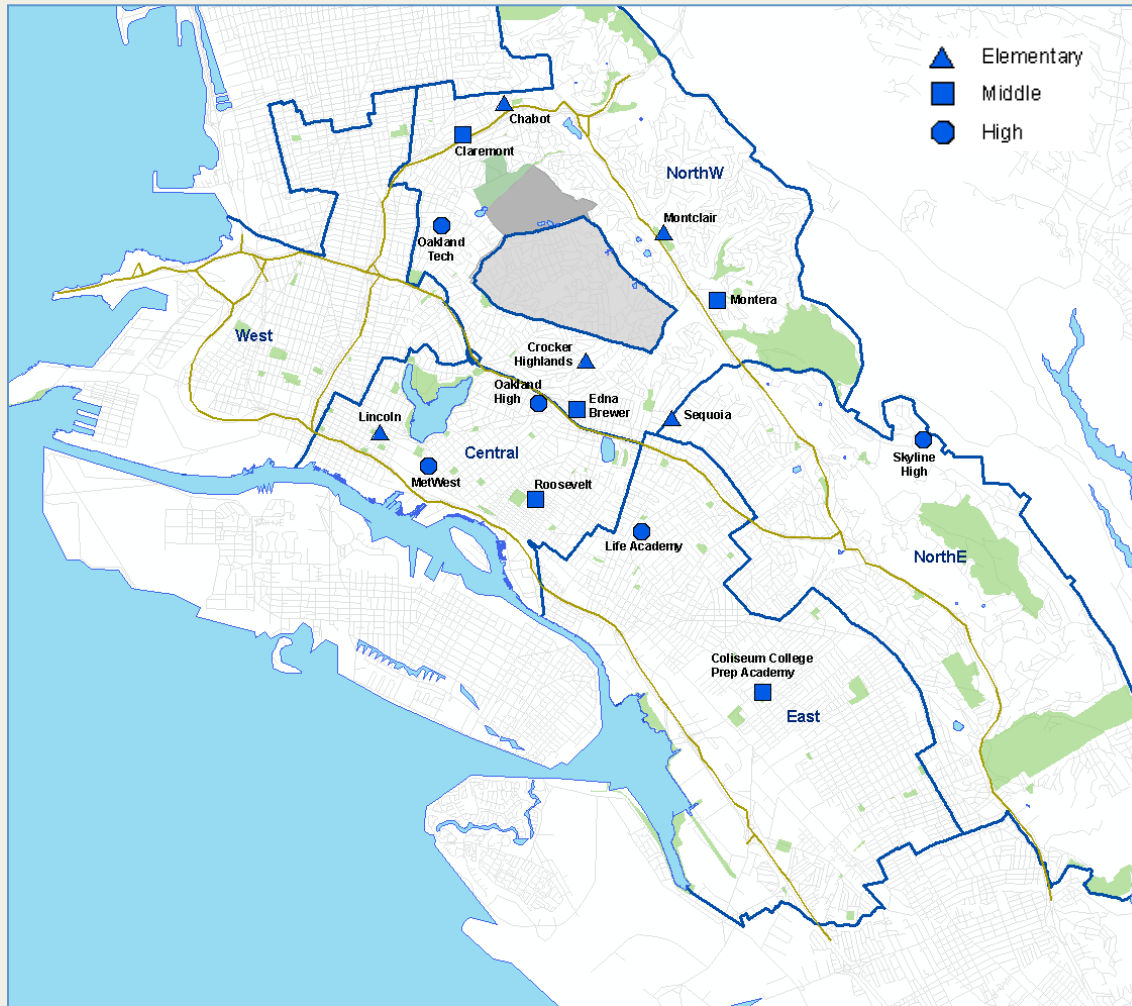 Elementary
Middle
High
Chabot
Claremont
NorthW
Montclair
Oakland
Tech
Montera
West
Crocker
Highlands
Oakland
High
Edna
Brewer
Sequoia
Lincoln
Skyline
High
Central
MetWest
Roosevelt
Life Academy
NorthE
Coliseum College
Prep Academy
East